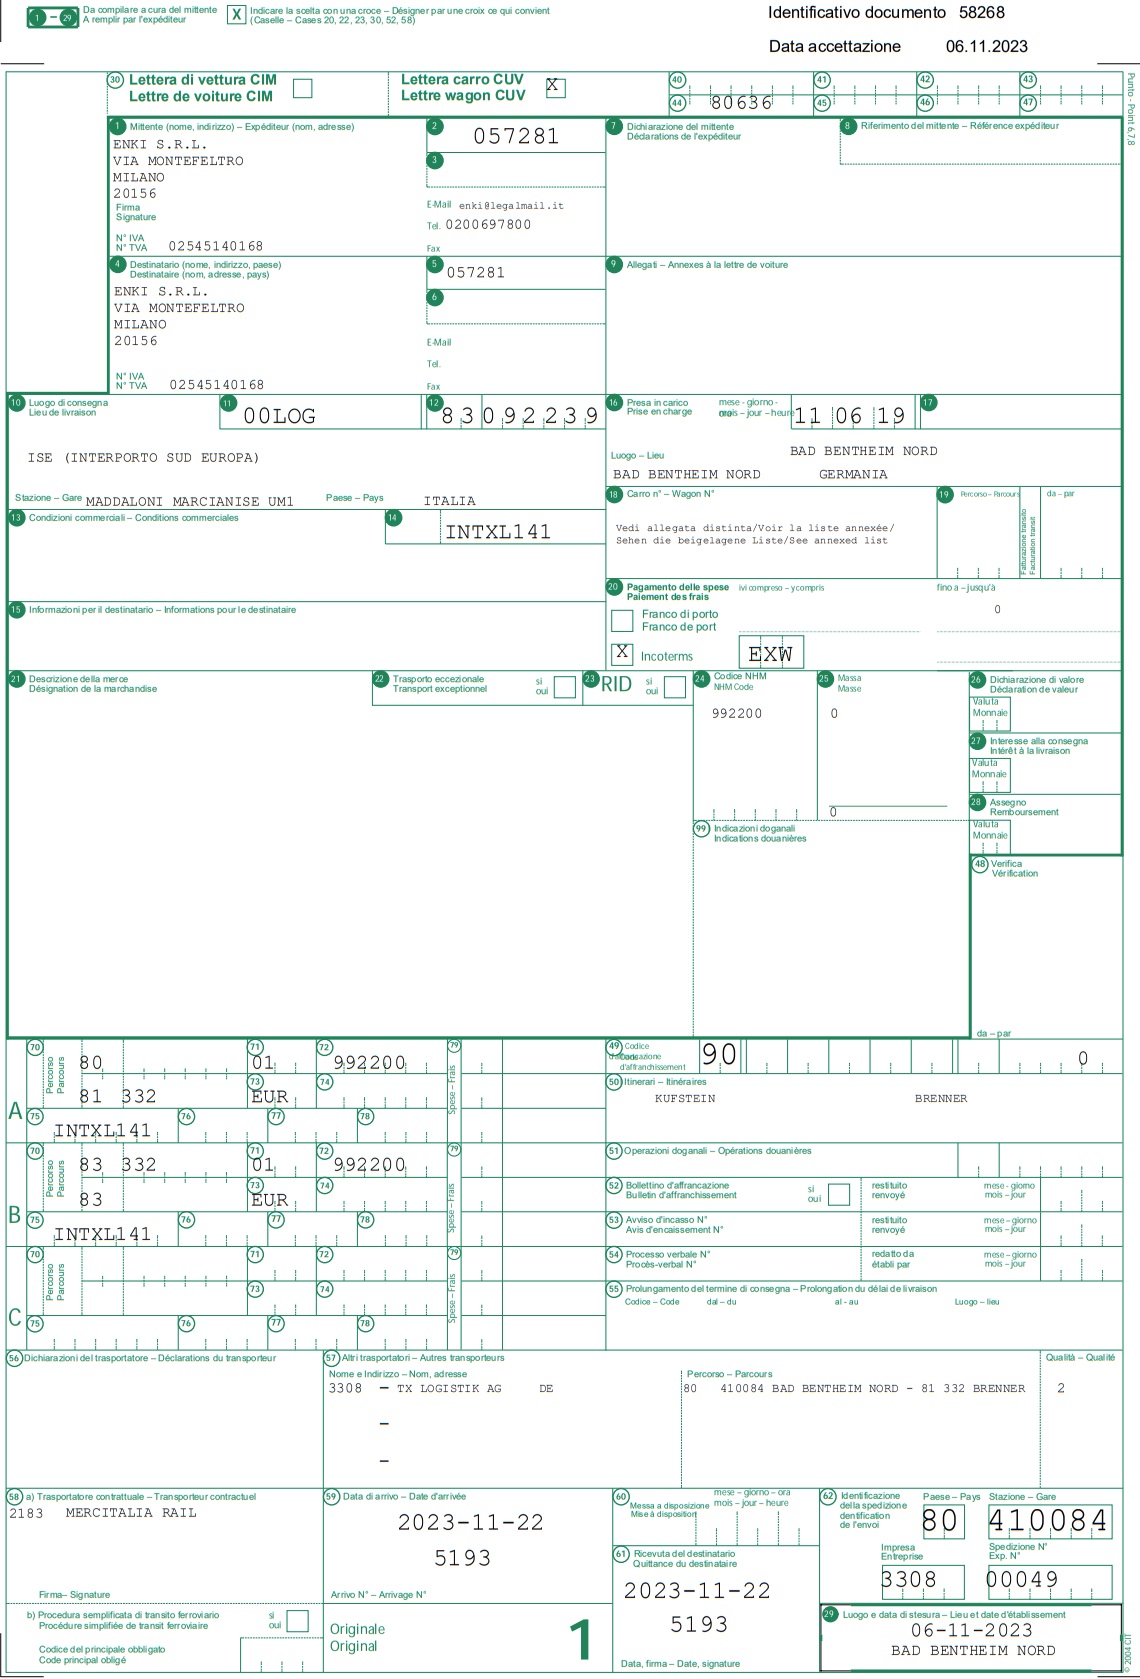 1 – 29
Da compilare a cura del mittente
A remplir par l'expéditeur
X
Indicare la scelta con una croce – Désigner par une croix ce qui convient
(Caselle – Cases 20, 22, 23, 30, 52, 58)
Identificativo documento 58268
Data accettazione 06.11.2023
30 Lettera di vettura CIM
Lettre de voiture CIM
Lettera carro CUV X
Lettre wagon CUV
40 41 42 43
44 80636 45 46 47
Punto - Point 6.7.8
1 Mittente (nome, indirizzo) – Expéditeur (nom, adresse)
ENKI S.R.L.
VIA MONTEFELTRO
MILANO
20156
Firma
Signature
N° IVA
N° TVA 02545140168
2 057281
3
E-Mail enki@legalmail.it
Tel. 0200697800
Fax
7 Dichiarazione del mittente
Déclarations de l'expéditeur
8 Riferimento del mittente – Référence expéditeur
4 Destinatario (nome, indirizzo, paese)
Destinataire (nom, adresse, pays)
ENKI S.R.L.
VIA MONTEFELTRO
MILANO
20156
N° IVA
N° TVA 02545140168
5 057281
6
E-Mail
Tel.
Fax
9 Allegati – Annexes à la lettre de voiture
10 Luogo di consegna
Lieu de livraison
11 00LOG
12 83092239
ISE (INTERPORTO SUD EUROPA)
Stazione – Gare MADDALONI MARCIANISE UM1 Paese – Pays ITALIA
16 Presa in carico
Prise en charge
mese - giorno -
mois – jour – heure
11 06 19
17
BAD BENTHEIM NORD
Luogo – Lieu
BAD BENTHEIM NORD GERMANIA
13 Condizioni commerciali – Conditions commerciales
14 INTXL141
18 Carro n° – Wagon N°
Vedi allegata distinta/Voir la liste annexée/
Sehen die beigelagene Liste/See annexed list
19 Percorso – Parcours
da – par
Fatturazione transito
Facturation transit
15 Informazioni per il destinatario – Informations pour le destinataire
20 Pagamento delle spese
Paiement des frais
ivi compreso – y compris
fino a – jusqu'à
0
Franco di porto
Franco de port
X Incoterms EXW
21 Descrizione della merce
Désignation de la marchandise
22 Trasporto eccezionale
Transport exceptionnel
si
oui
23 RID
si
oui
24 Codice NHM
NHM Code
992200
25 Massa
Masse
0
0
26 Dichiarazione di valore
Déclaration de valeur
Valuta
Monnaie
27 Interesse alla consegna
Intérêt à la livraison
Valuta
Monnaie
28 Assegno
Remboursement
Valuta
Monnaie
99 Indicazioni doganali
Indications douanières
48 Verifica
Vérification
da – par
A
70 Percorso
Parcours
80
81 332
71 01
72 992200
73 EUR
74
79 Spese – Frais
75 INTXL141
76 77 78
49 Codice
d'affrancazione
d'affranchissement
90
0
50 Itinerari – Itinéraires
KUFSTEIN BRENNER
B
70 Percorso
Parcours
83 332
83
71 01
72 992200
73 EUR
74
79 Spese – Frais
75 INTXL141
76 77 78
51 Operazioni doganali – Opérations douanières
52 Bollettino d'affrancazione
Bulletin d'affranchissement
si
oui
restituito
renvoyé
mese - giorno
mois – jour
53 Avviso d'incasso N°
Avis d'encaissement N°
restituito
renvoyé
mese – giorno
mois – jour
C
70 Percorso
Parcours
71 72
73 74
79 Spese – Frais
75 76 77 78
54 Processo verbale N°
Procès-verbal N°
redatto da
établi par
mese – giorno
mois – jour
55 Prolungamento del termine di consegna – Prolongation du délai de livraison
Codice – Code dal – du al - au Luogo – lieu
56 Dichiarazioni del trasportatore – Déclarations du transporteur
57 Altri trasportatori – Autres transporteurs
Nome e Indirizzo – Nom, adresse
Percorso – Parcours
Qualità – Qualité
3308 – TX LOGISTIK AG DE
80 410084 BAD BENTHEIM NORD - 81 332 BRENNER 2
–
–
58 a) Trasportatore contrattuale – Transporteur contractuel
2183 MERCITALIA RAIL
Firma– Signature
b) Procedura semplificata di transito ferroviario
Procédure simplifiée de transit ferroviaire
si
oui
Codice del principale obbligato
Code principal obligé
59 Data di arrivo – Date d'arrivée
2023-11-22
5193
Arrivo N° – Arrivage N°
Originale
Original
1
60 Messa a disposizione
Mise à disposition
mese – giorno – ora
mois – jour – heure
61 Ricevuta del destinatario
Quittance du destinataire
2023-11-22
5193
Data, firma – Date, signature
62 Identificazione
della spedizione
dentification
de l'envoi
Paese – Pays
80
Stazione – Gare
410084
Impresa
Entreprise
3308
Spedizione N°
Exp. N°
00049
29 Luogo e data di stesura – Lieu et date d'établissement
06-11-2023
BAD BENTHEIM NORD
© 2004 CIT